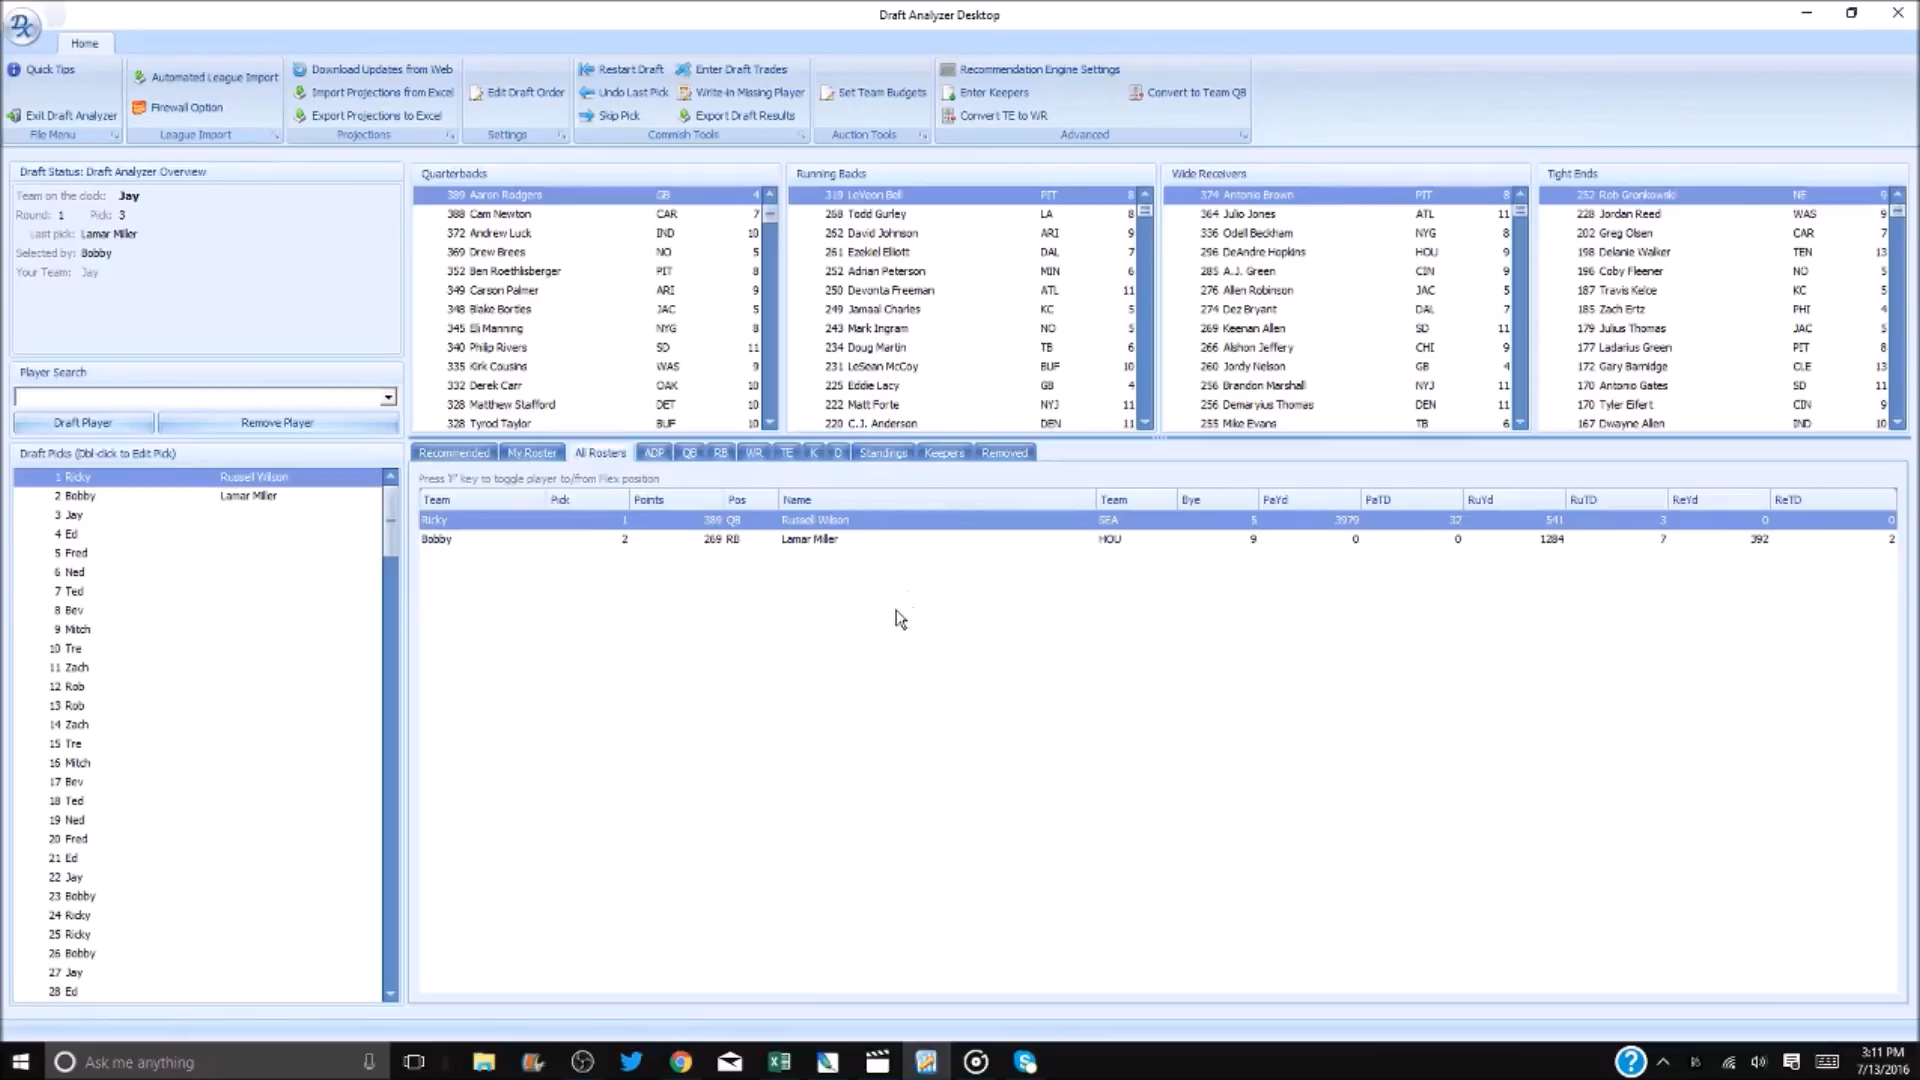 Draft Analyzer Desktop
Home
Quick Tips
Exit Draft Analyzer
File Menu
Automated League Import
Firewall Option
League Import
Download Updates from Web
Import Projections from Excel
Export Projections to Excel
Projections
Edit Draft Order
Settings
Restart Draft Enter Draft Trades
Undo Last Pick Write-in Missing Player
Skip Pick Export Draft Results
Commish Tools
Set Team Budgets
Auction Tools
Recommendation Engine Settings
Enter Keepers Convert to Team QB
Convert TE to WR
Advanced
Draft Status: Draft Analyzer Overview
Team on the clock: Jay
Round: 1 Pick: 3
Last pick: Lamar Miller
Selected by: Bobby
Your Team: Jay
Player Search
Draft Player Remove Player
Draft Picks (Dbl-click to Edit Pick)
1 Ricky Russell Wilson
2 Bobby Lamar Miller
3 Jay
4 Ed
5 Fred
6 Ned
7 Ted
8 Bev
9 Mitch
10 Tre
11 Zach
12 Rob
13 Rob
14 Zach
15 Tre
16 Mitch
17 Bev
18 Ted
19 Ned
20 Fred
21 Ed
22 Jay
23 Bobby
24 Ricky
25 Ricky
26 Bobby
27 Jay
28 Ed
Quarterbacks
389 Aaron Rodgers GB 4
388 Cam Newton CAR 7
372 Andrew Luck IND 10
369 Drew Brees NO 5
352 Ben Roethlisberger PIT 8
349 Carson Palmer ARI 9
348 Blake Bortles JAC 5
345 Eli Manning NYG 8
340 Philip Rivers SD 11
335 Kirk Cousins WAS 9
332 Derek Carr OAK 10
328 Matthew Stafford DET 10
328 Tyrod Taylor BUF 10
Running Backs
319 LeVeon Bell PIT 8
268 Todd Gurley LA 8
262 David Johnson ARI 9
261 Ezekiel Elliott DAL 7
252 Adrian Peterson MIN 6
250 Devonta Freeman ATL 11
249 Jamaal Charles KC 5
243 Mark Ingram NO 5
234 Doug Martin TB 6
231 LeSean McCoy BUF 10
225 Eddie Lacy GB 4
222 Matt Forte NYJ 11
220 C.J. Anderson DEN 11
Wide Receivers
374 Antonio Brown PIT 8
364 Julio Jones ATL 11
336 Odell Beckham NYG 8
296 DeAndre Hopkins HOU 9
285 A.J. Green CIN 9
276 Allen Robinson JAC 5
274 Dez Bryant DAL 7
269 Keenan Allen SD 11
266 Alshon Jeffery CHI 9
260 Jordy Nelson GB 4
256 Brandon Marshall NYJ 11
256 Demaryius Thomas DEN 11
255 Mike Evans TB 6
Tight Ends
252 Rob Gronkowski NE 9
228 Jordan Reed WAS 9
202 Greg Olsen CAR 7
198 Delanie Walker TEN 13
196 Coby Fleener NO 5
187 Travis Kelce KC 5
185 Zach Ertz PHI 4
179 Julius Thomas JAC 5
177 Ladarius Green PIT 8
172 Gary Barnidge CLE 13
170 Antonio Gates SD 11
170 Tyler Eifert CIN 9
167 Dwayne Allen IND 10
Recommended My Roster All Rosters ADP QB RB WR TE K D Standings Keepers Removed
Press 'F' key to toggle player to/from Flex position
Team Pick Points Pos Name Team Bye PaYd PaTD RuYd RuTD ReYd ReTD
Ricky 1 389 QB Russell Wilson SEA 5 3979 32 541 3 0 0
Bobby 2 269 RB Lamar Miller HOU 9 0 0 1284 7 392 2
Ask me anything
3:11 PM
7/13/2016